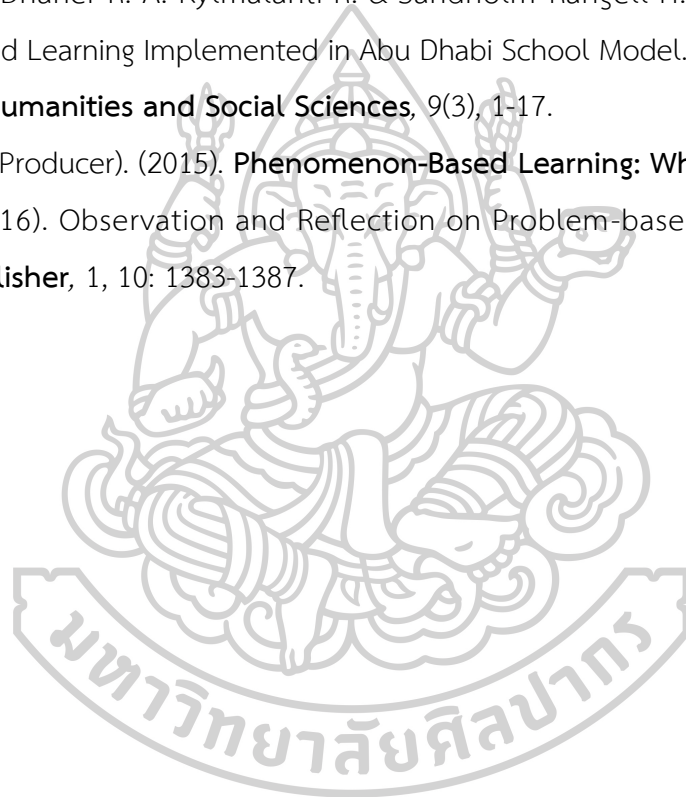 d Learning Implemented in Abu Dhabi School Model.
umanities and Social Sciences, 9(3), 1-17.
Producer). (2015). Phenomenon-Based Learning: Wh
16). Observation and Reflection on Problem-base
lisher, 1, 10: 1383-1387.
มหาวิทยาลัยศิลปากร